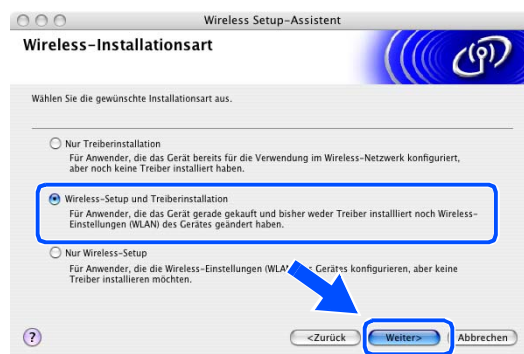 Wireless Setup-Assistent
Wireless-Installationsart
Wählen Sie die gewünschte Installationsart aus.
Nur Treiberinstallation
Für Anwender, die das Gerät bereits für die Verwendung im Wireless-Netzwerk konfiguriert,
aber noch keine Treiber installiert haben.
Wireless-Setup und Treiberinstallation
Für Anwender, die das Gerät gerade gekauft und bisher weder Treiber installliert noch Wireless-
Einstellungen (WLAN) des Gerätes geändert haben.
Nur Wireless-Setup
Für Anwender, die die Wireless-Einstellungen (WLA Gerätes konfigurieren, aber keine
Treiber installieren möchten.
?
<Zurück
Weiter>
Abbrechen